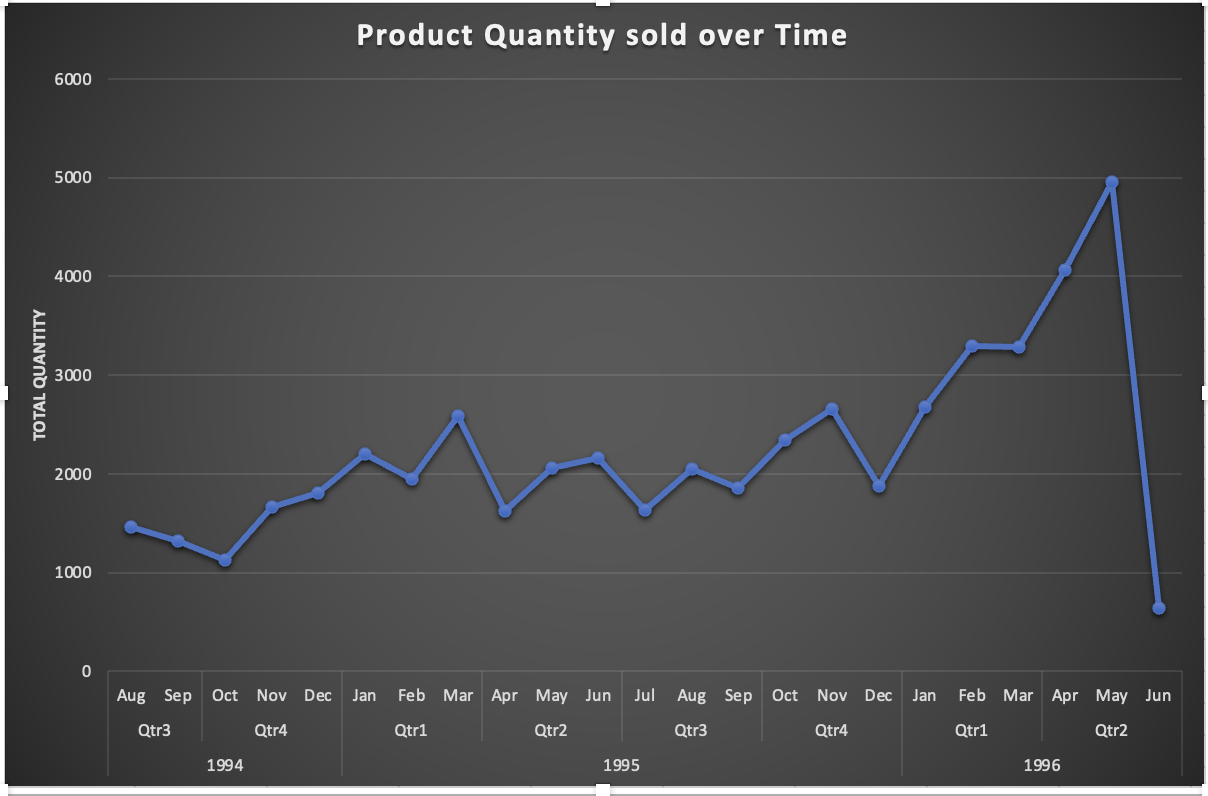 Product Quantity sold over Time
6000
5000
4000
3000
2000
1000
0
TOTAL QUANTITY
Aug Sep Oct Nov Dec Jan Feb Mar Apr May Jun Jul Aug Sep Oct Nov Dec Jan Feb Mar Apr May Jun
Qtr3 Qtr4 Qtr1 Qtr2 Qtr3 Qtr4 Qtr1 Qtr2
1994 1995 1996